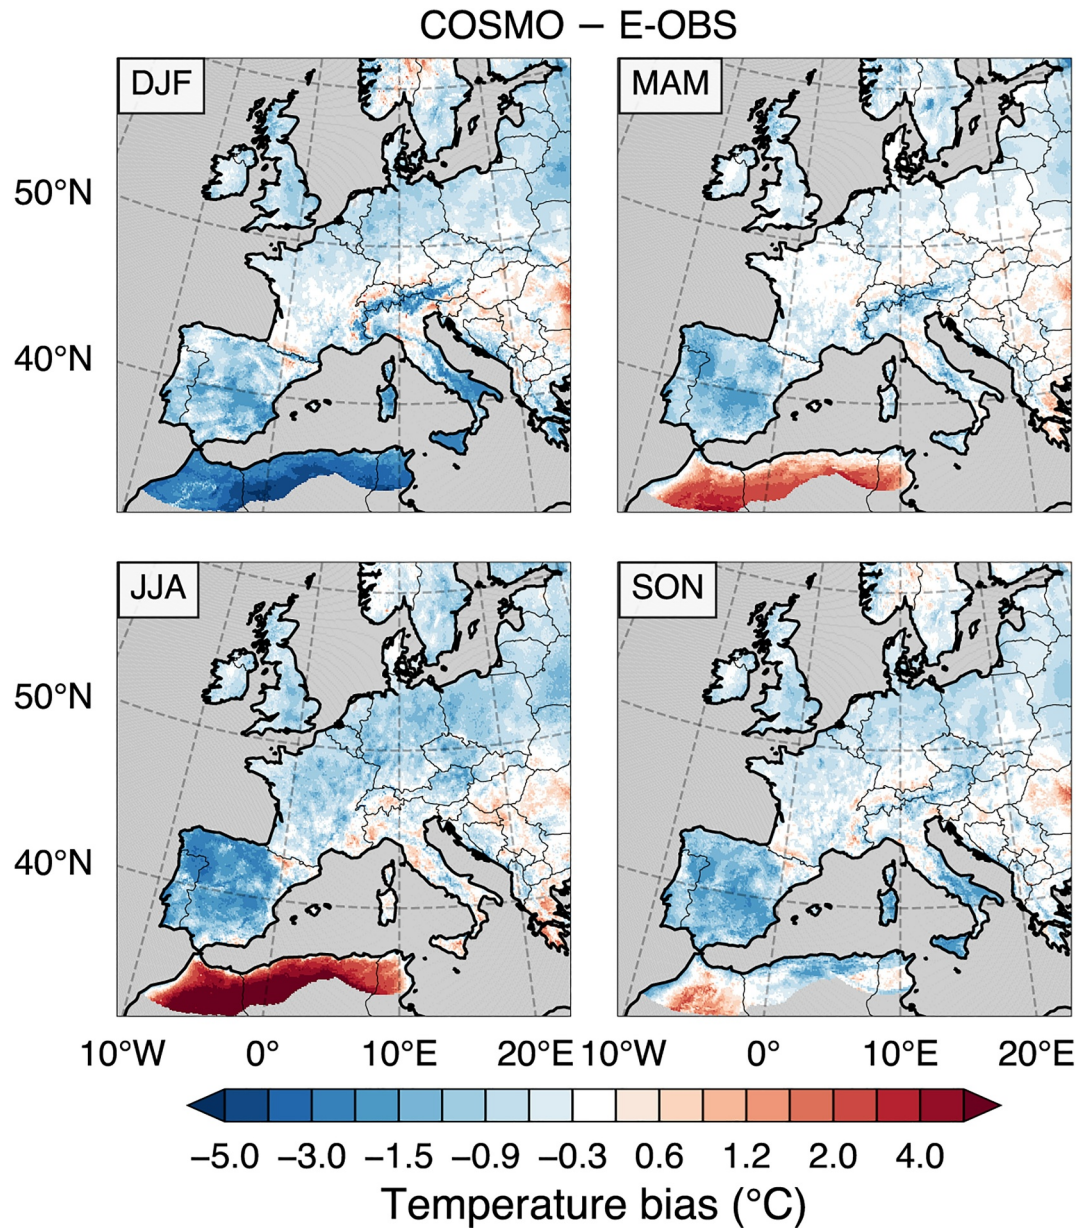 COSMO − E-OBS
DJF
MAM
50°N
40°N
JJA
SON
50°N
40°N
10°W 0° 10°E 20°E 10°W 0° 10°E 20°E
−5.0 −3.0 −1.5 −0.9 −0.3 0.6 1.2 2.0 4.0
Temperature bias (°C)